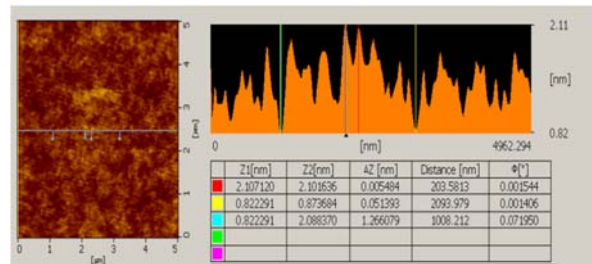 5
4
3
2
1
0
[µm]
0 1 2 3 4 5
[µm]
2.11
[nm]
0.82
0 [nm] 4962.294
Z1[nm] Z2[nm] ΔZ [nm] Distance [nm] Φ[°]
2.107120 2.101636 0.005484 203.5813 0.001544
0.822291 0.873684 0.051393 2093.979 0.001406
0.822291 2.088370 1.266079 1008.212 0.071950